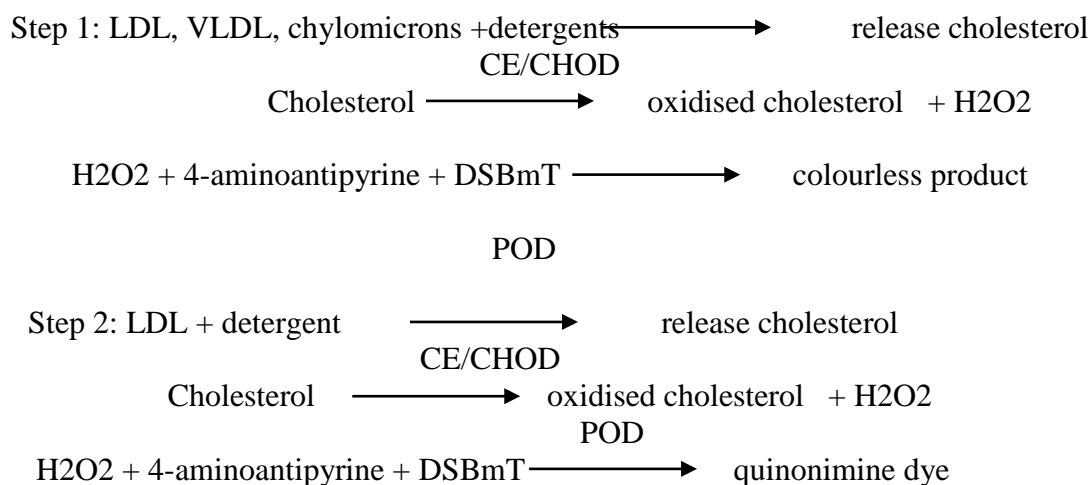 Step 1: LDL, VLDL, chylomicrons +detergents release cholesterol
CE/CHOD
Cholesterol oxidised cholesterol + H2O2
H2O2 + 4-aminoantipyrine + DSBmT colourless product
POD
Step 2: LDL + detergent release cholesterol
CE/CHOD
Cholesterol oxidised cholesterol + H2O2
POD
H2O2 + 4-aminoantipyrine + DSBmT quinonimine dye